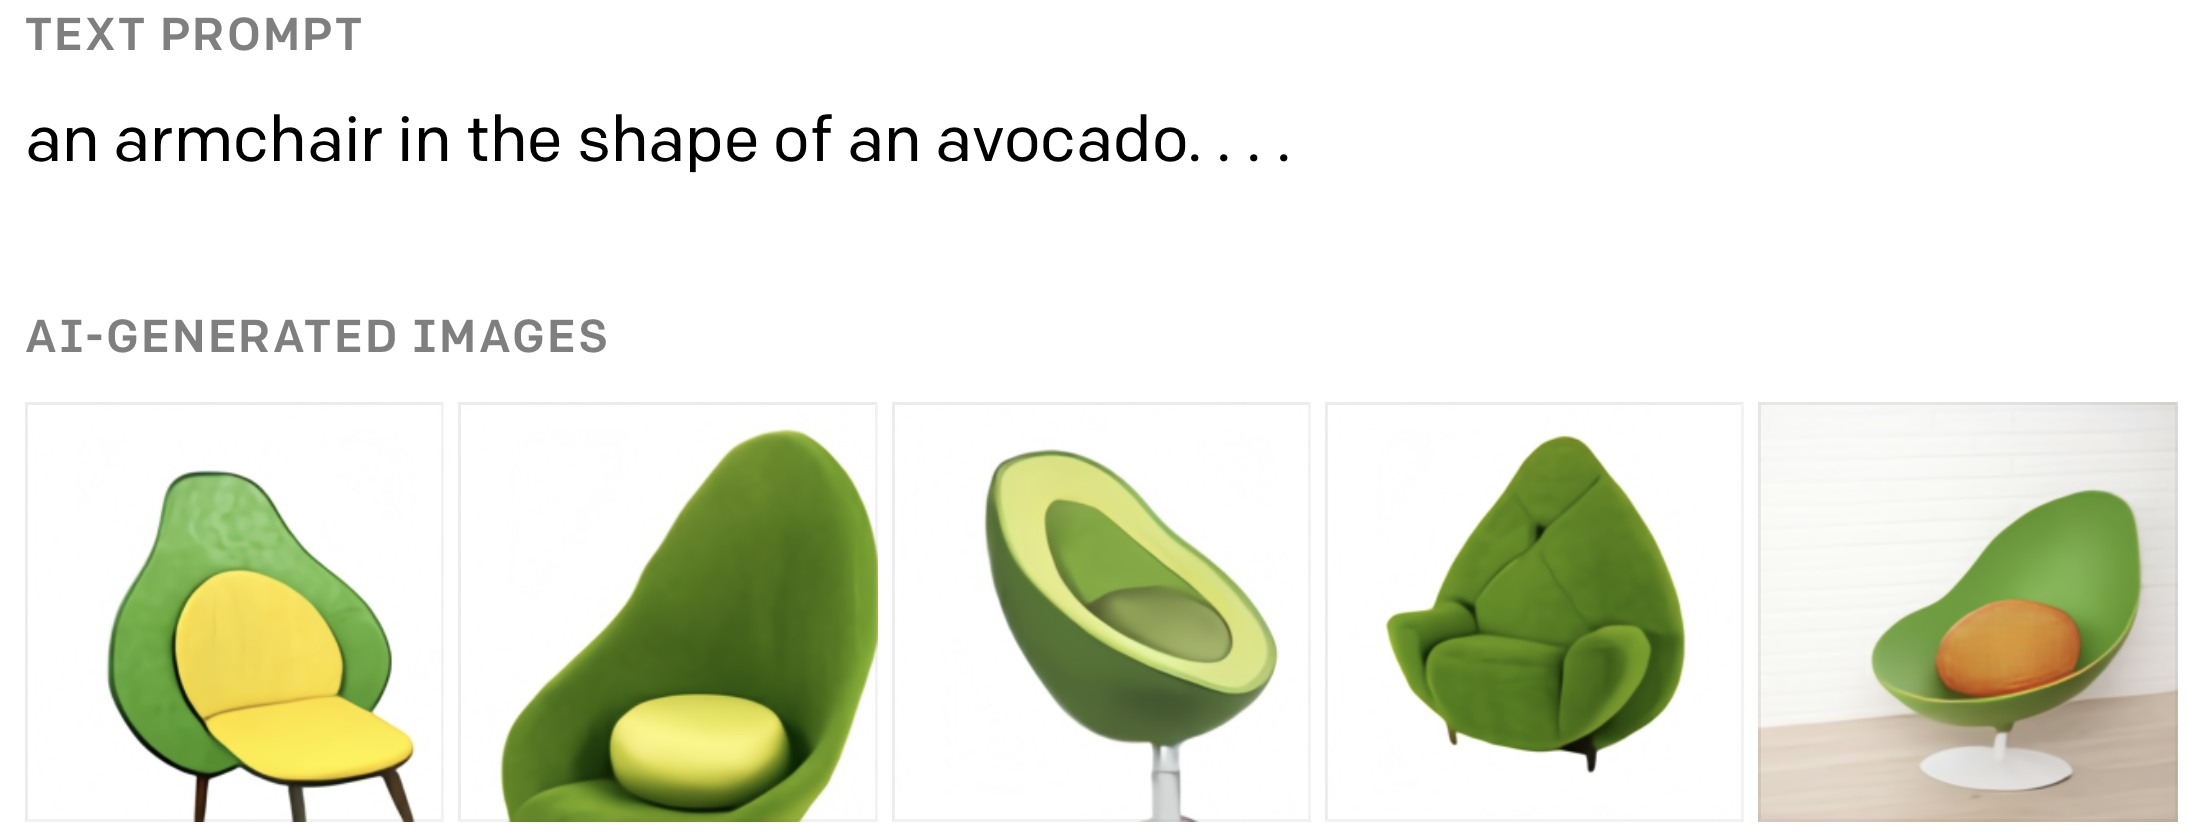 TEXT PROMPT
an armchair in the shape of an avocado. . . .
AI-GENERATED IMAGES